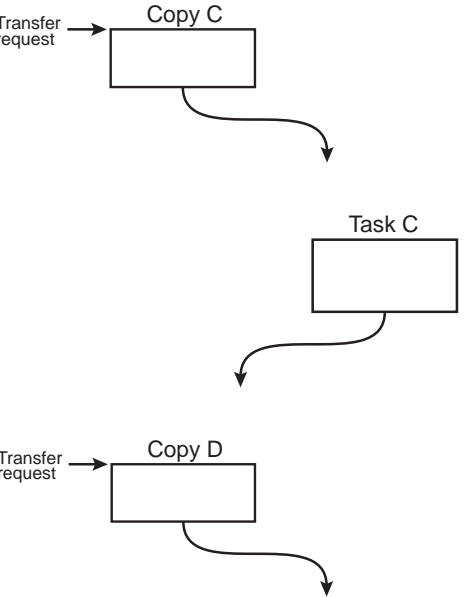 Copy C
Transfer
request
Task C
Copy D
Transfer
request